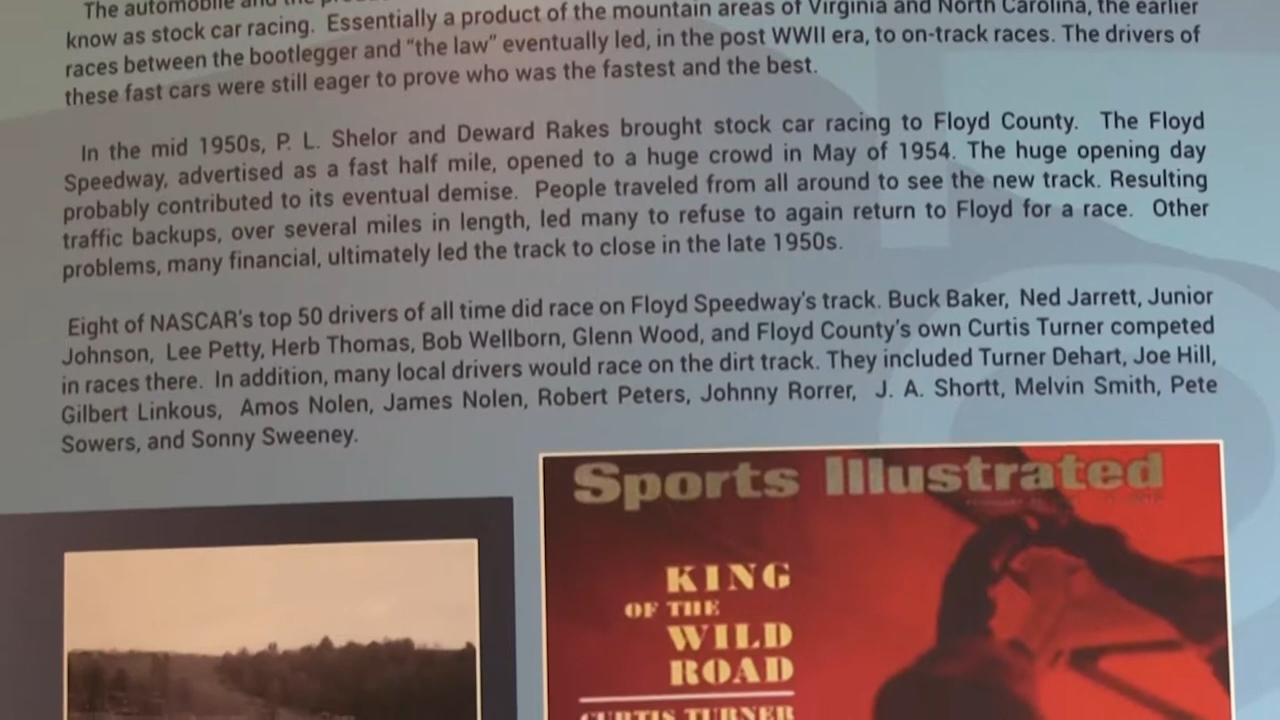 The automobile and the
know as stock car racing. Essentially a product of the mountain areas of Virginia and North Carolina, the earlier
races between the bootlegger and “the law” eventually led, in the post WWII era, to on-track races. The drivers of
these fast cars were still eager to prove who was the fastest and the best.
In the mid 1950s, P. L. Shelor and Deward Rakes brought stock car racing to Floyd County. The Floyd
Speedway, advertised as a fast half mile, opened to a huge crowd in May of 1954. The huge opening day
probably contributed to its eventual demise. People traveled from all around to see the new track. Resulting
traffic backups, over several miles in length, led many to refuse to again return to Floyd for a race. Other
problems, many financial, ultimately led the track to close in the late 1950s.
Eight of NASCAR's top 50 drivers of all time did race on Floyd Speedway's track. Buck Baker, Ned Jarrett, Junior
Johnson, Lee Petty, Herb Thomas, Bob Wellborn, Glenn Wood, and Floyd County's own Curtis Turner competed
in races there. In addition, many local drivers would race on the dirt track. They included Turner Dehart, Joe Hill,
Gilbert Linkous, Amos Nolen, James Nolen, Robert Peters, Johnny Rorrer, J. A. Shortt, Melvin Smith, Pete
Sowers, and Sonny Sweeney.
Sports Illustrated
KING
OF THE
WILD
ROAD
CURTIS TURNER